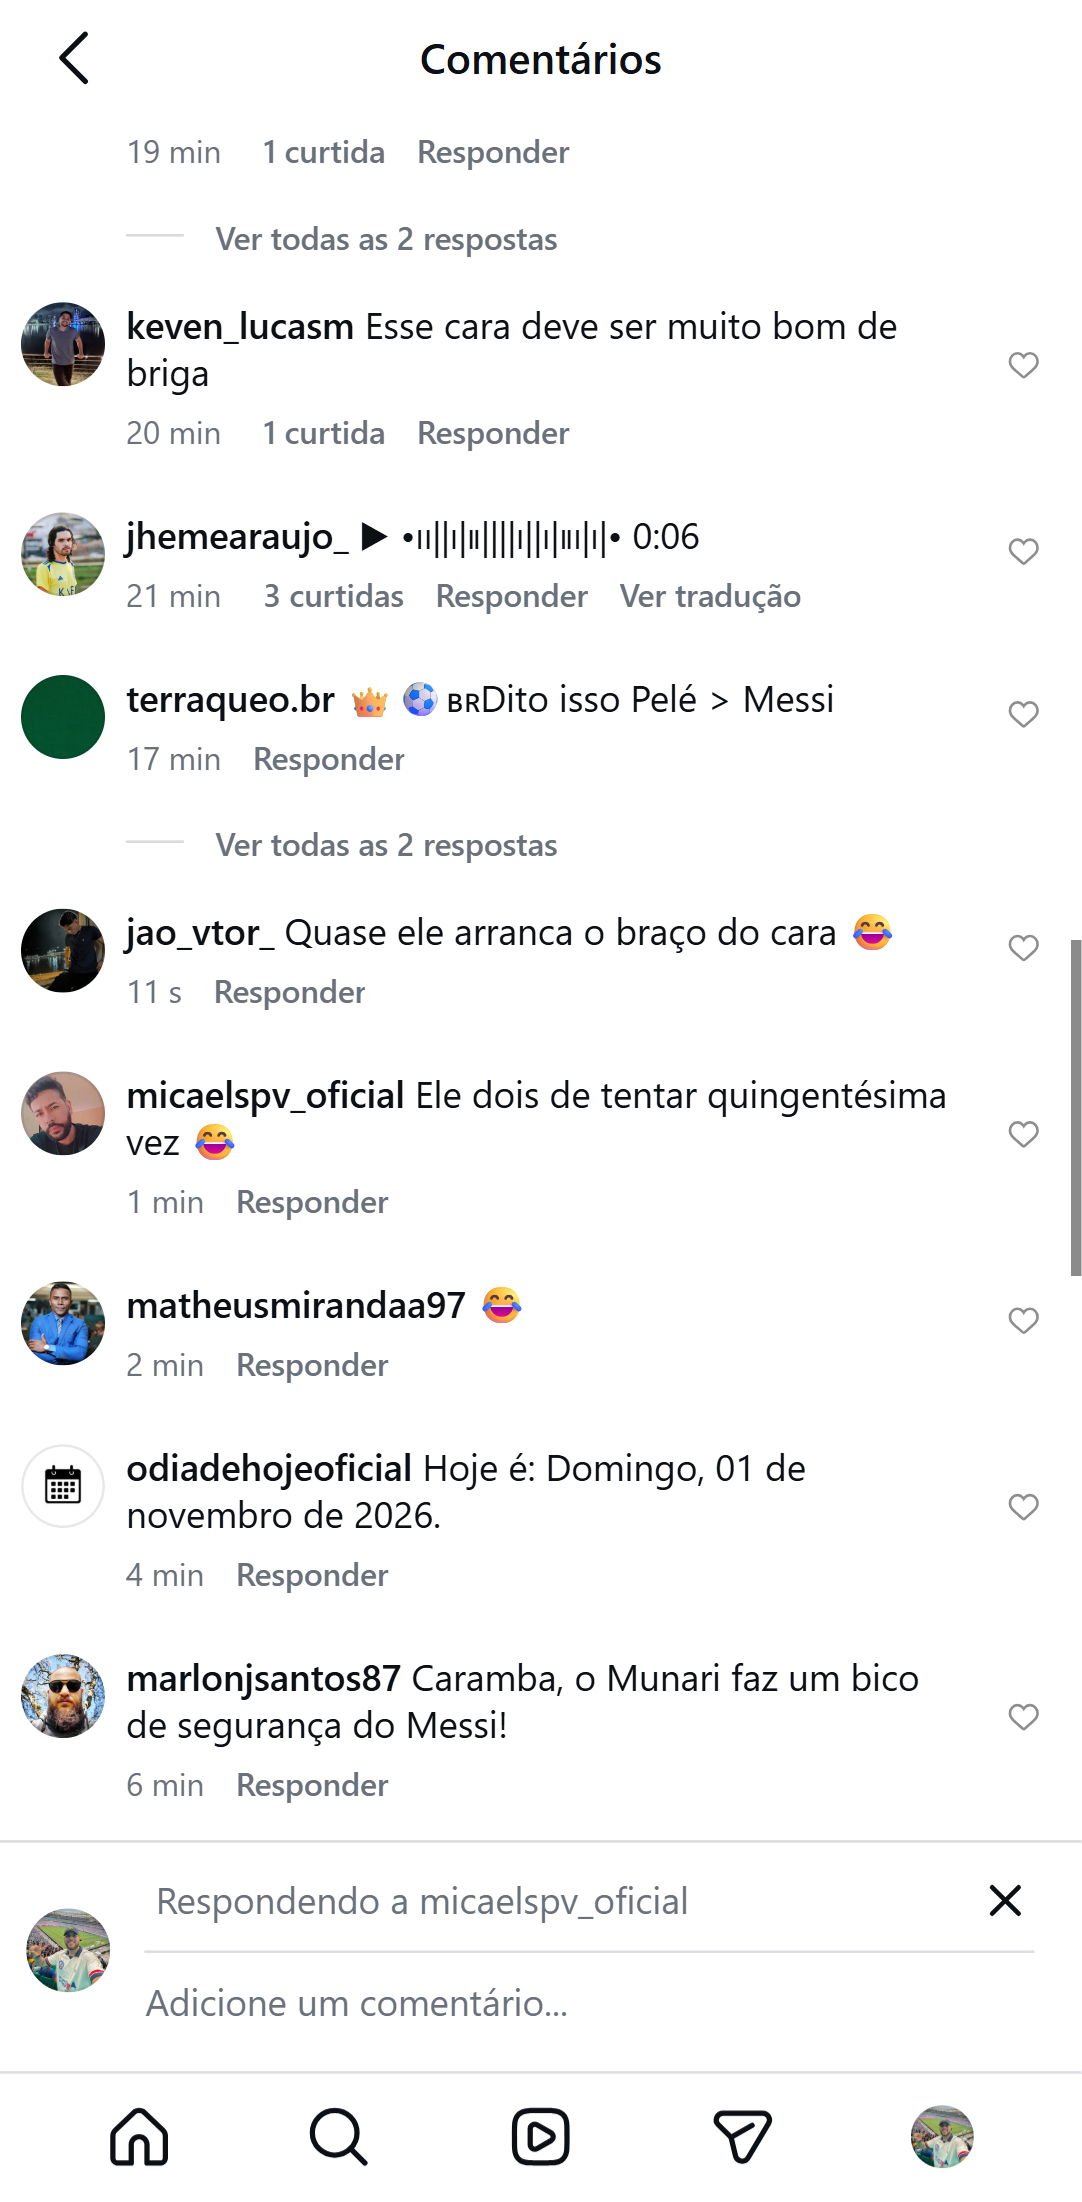 Comentários
19 min 1 curtida Responder
Ver todas as 2 respostas
keven_lucasm Esse cara deve ser muito bom de
briga
20 min 1 curtida Responder
jhemearaujo_ ▶ •ıı||ı|ıı||||ı||ı|ııı|ı|• 0:06
21 min 3 curtidas Responder Ver tradução
terraqueo.br 👑 ⚽ ʙʀDito isso Pelé > Messi
17 min Responder
Ver todas as 2 respostas
jao_vtor_ Quase ele arranca o braço do cara 😂
11 s Responder
micaelspv_oficial Ele dois de tentar quingentésima
vez 😂
1 min Responder
matheusmirandaa97 😂
2 min Responder
odiadehojeoficial Hoje é: Domingo, 01 de
novembro de 2026.
4 min Responder
marlonjsantos87 Caramba, o Munari faz um bico
de segurança do Messi!
6 min Responder
Respondendo a micaelspv_oficial
Adicione um comentário...